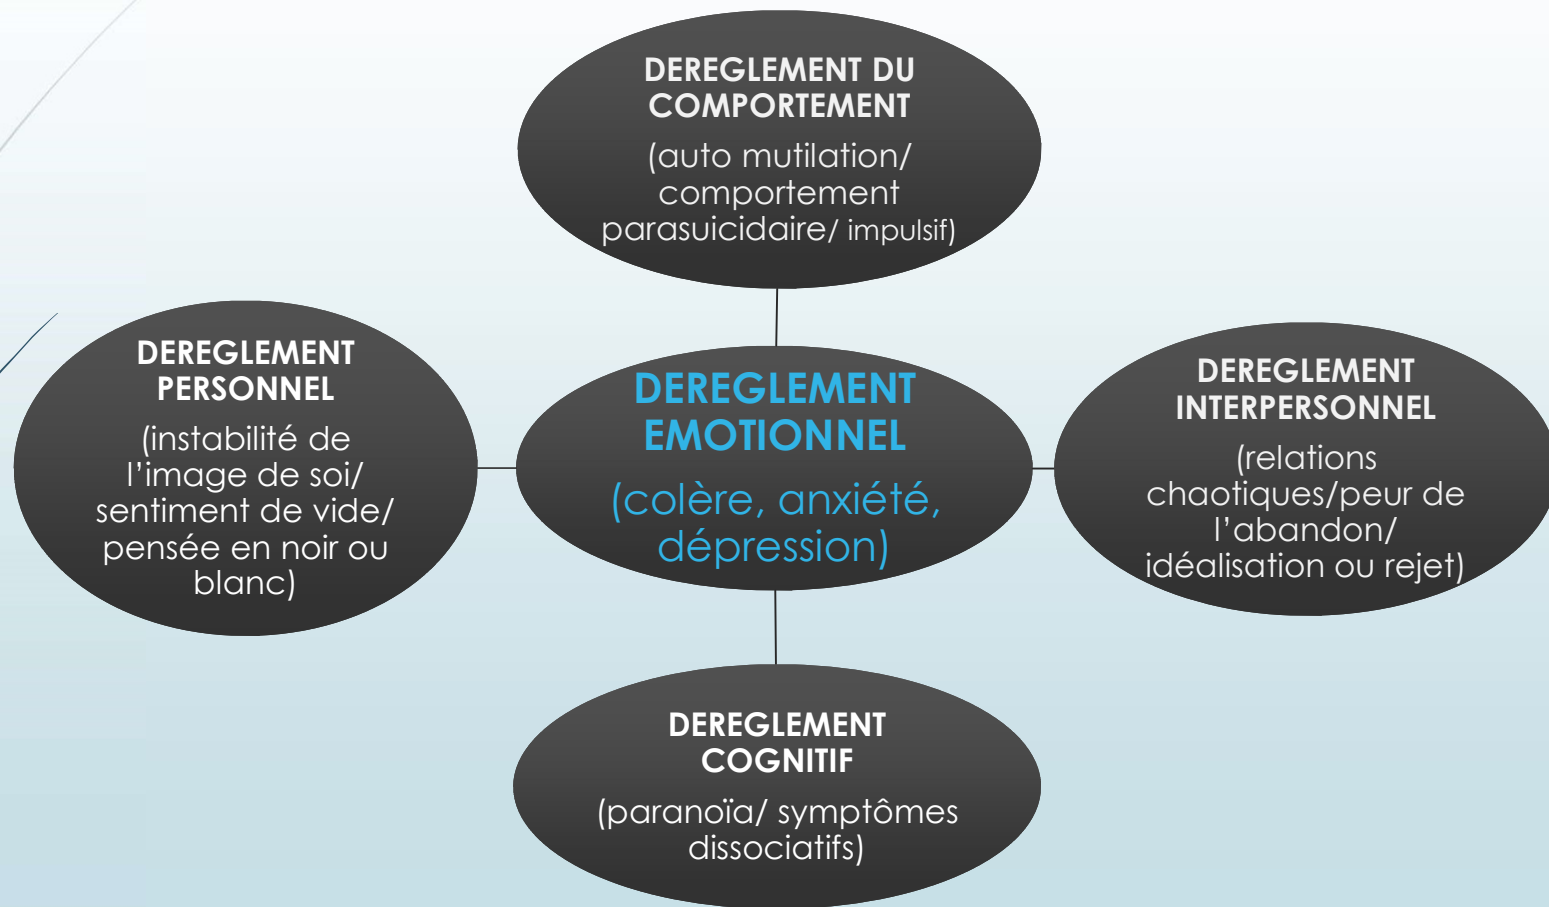 DEREGLEMENT DU
COMPORTEMENT
(auto mutilation/
comportement
parasuicidaire/ impulsif)
DEREGLEMENT
PERSONNEL
(instabilité de
l’image de soi/
sentiment de vide/
pensée en noir ou
blanc)
DEREGLEMENT
EMOTIONNEL
(colère, anxiété,
dépression)
DEREGLEMENT
INTERPERSONNEL
(relations
chaotiques/peur de
l’abandon/
idéalisation ou rejet)
DEREGLEMENT
COGNITIF
(paranoïa/ symptômes
dissociatifs)